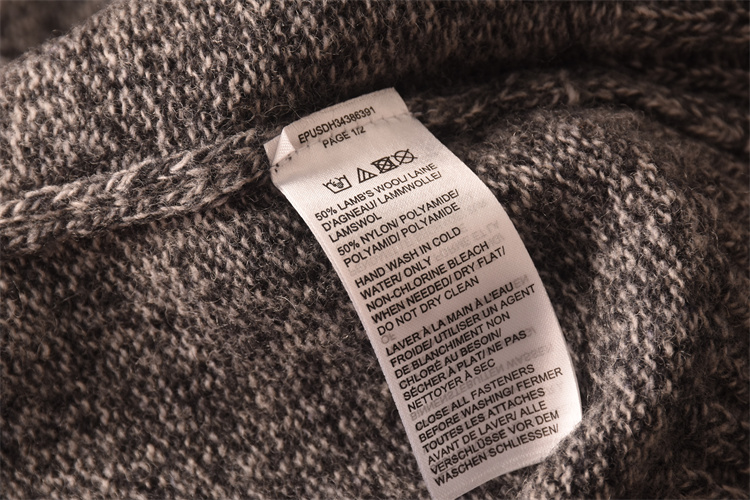 EPUSDH34386391
PAGE 1/2
50% LAMB'S WOOL/ LAINE
D'AGNEAU/ LAMMWOLLE/
LAMSWOL
50% NYLON/ POLYAMIDE/
POLYAMID/ POLYAMIDE
HAND WASH IN COLD
WATER/ ONLY
NON-CHLORINE BLEACH
WHEN NEEDED/ DRY FLAT/
DO NOT DRY CLEAN
LAVER À LA MAIN À L'EAU
FROIDE/ UTILISER UN AGENT
DE BLANCHIMENT NON
CHLORÉ AU BESOIN/
SÉCHER À PLAT/ NE PAS
NETTOYER À SEC
CLOSE ALL FASTENERS
BEFORE WASHING/ FERMER
TOUTES LES ATTACHES
AVANT DE LAVER/ ALLE
VERSCHLÜSSE VOR DEM
WASCHEN SCHLIESSEN/